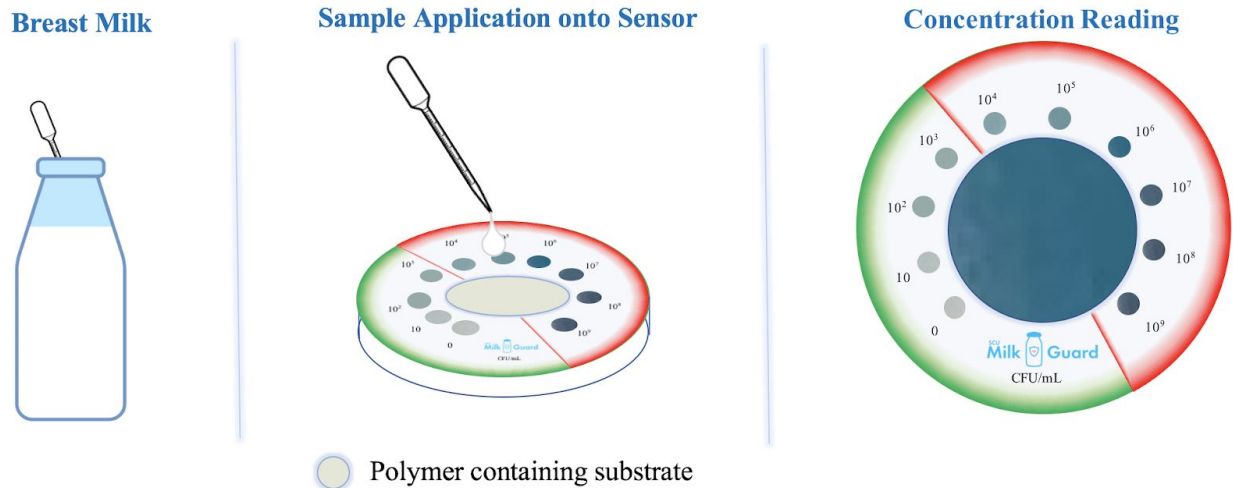 Breast Milk
Sample Application onto Sensor
Concentration Reading
10⁴
10⁵
10⁶
10³
10⁷
10²
10⁸
10
10⁹
0
SCU
Milk Guard
CFU/mL
10⁴
10⁵
10³
10⁶
10²
10⁷
10
10⁸
0
10⁹
SCU
Milk Guard
CFU/mL
Polymer containing substrate